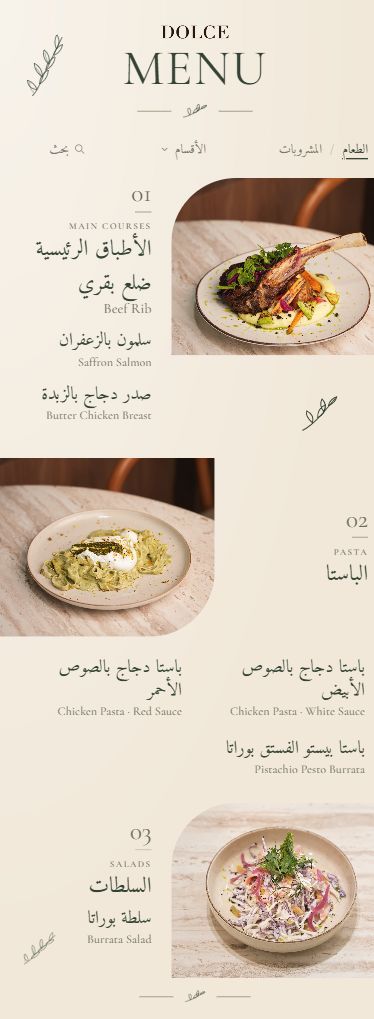 DOLCE
MENU
الطعام / المشروبات
الأقسام
بحث
01
MAIN COURSES
الأطباق الرئيسية
ضلع بقري
Beef Rib
سلمون بالزعفران
Saffron Salmon
صدر دجاج بالزبدة
Butter Chicken Breast
02
PASTA
الباستا
باستا دجاج بالصوص
الأبيض
Chicken Pasta · White Sauce
باستا دجاج بالصوص
الأحمر
Chicken Pasta · Red Sauce
باستا بيستو الفستق بوراتا
Pistachio Pesto Burrata
03
SALADS
السلطات
سلطة بوراتا
Burrata Salad